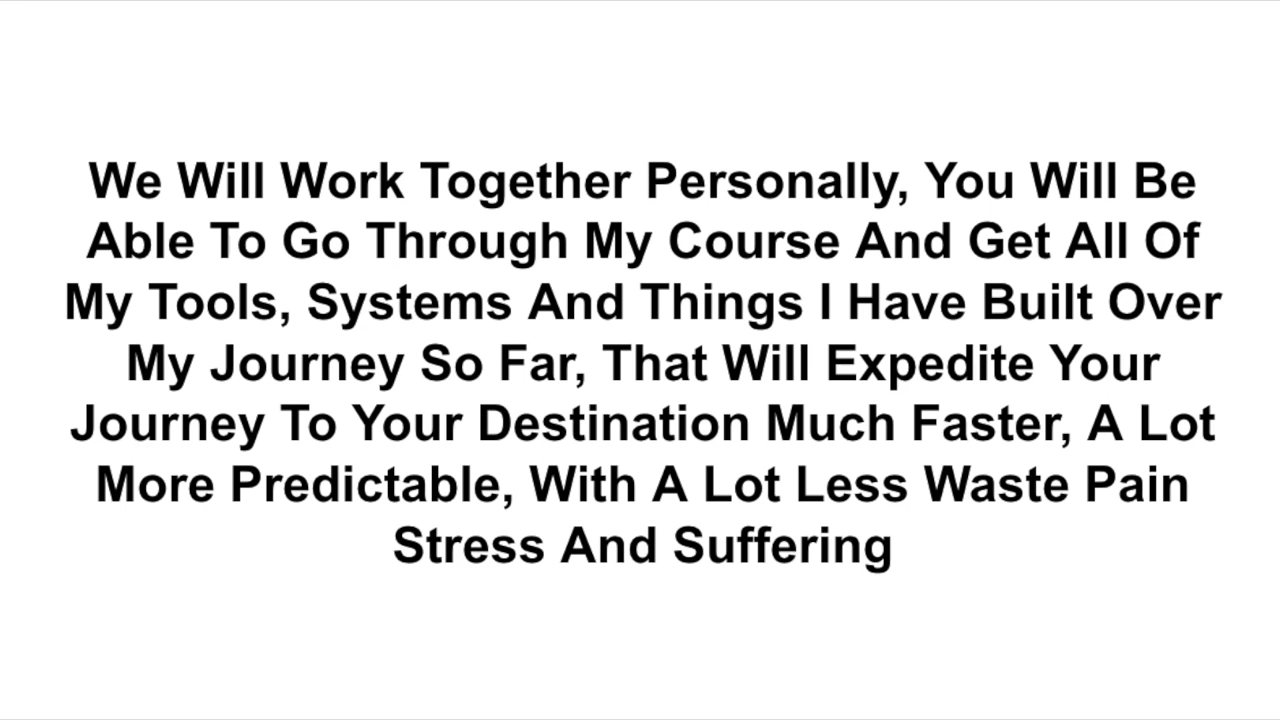 We Will Work Together Personally, You Will Be
Able To Go Through My Course And Get All Of
My Tools, Systems And Things I Have Built Over
My Journey So Far, That Will Expedite Your
Journey To Your Destination Much Faster, A Lot
More Predictable, With A Lot Less Waste Pain
Stress And Suffering